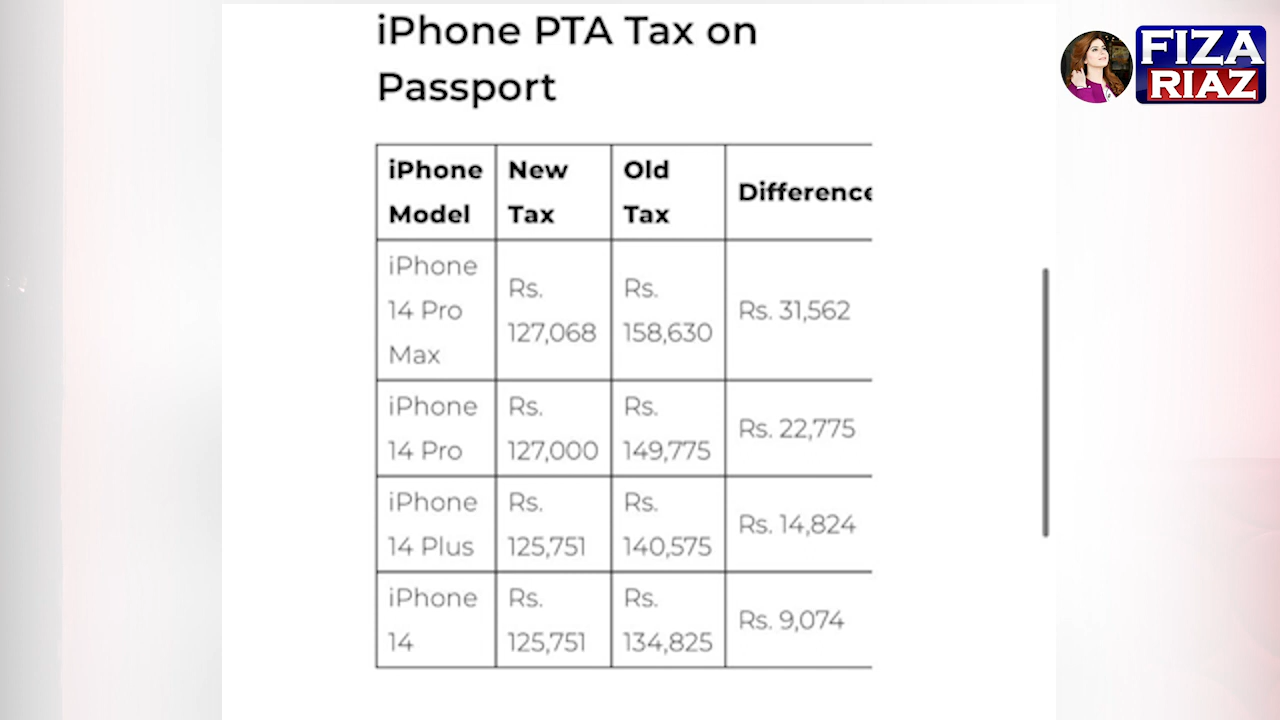 iPhone PTA Tax on
Passport
FIZA
RIAZ
iPhone Model New Tax Old Tax Difference
iPhone 14 Pro Max Rs. 127,068 Rs. 158,630 Rs. 31,562
iPhone 14 Pro Rs. 127,000 Rs. 149,775 Rs. 22,775
iPhone 14 Plus Rs. 125,751 Rs. 140,575 Rs. 14,824
iPhone 14 Rs. 125,751 Rs. 134,825 Rs. 9,074